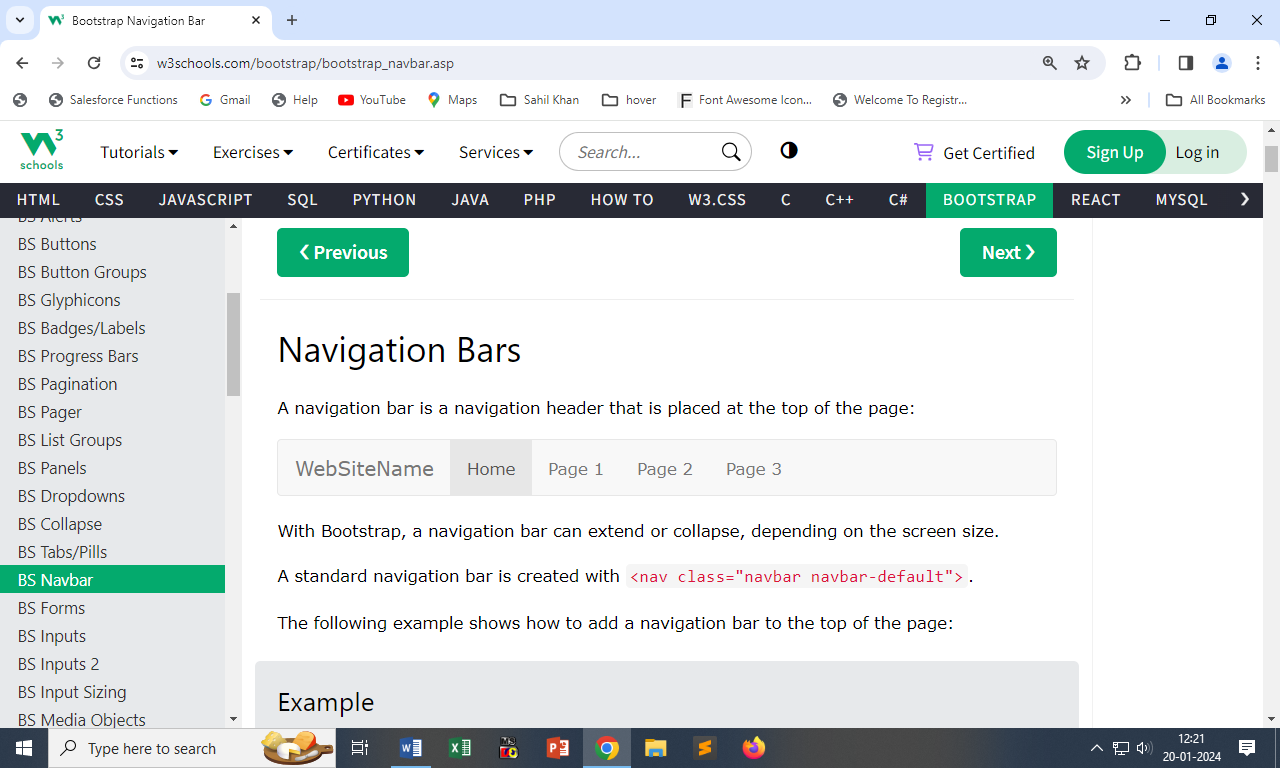 Bootstrap Navigation Bar
w3schools.com/bootstrap/bootstrap_navbar.asp
Salesforce Functions Gmail Help YouTube Maps Sahil Khan hover Font Awesome Icon... Welcome To Registr... All Bookmarks
W3 schools Tutorials Exercises Certificates Services Search... Get Certified Sign Up Log in
HTML CSS JAVASCRIPT SQL PYTHON JAVA PHP HOW TO W3.CSS C C++ C# BOOTSTRAP REACT MYSQL
BS Alerts
BS Buttons
BS Button Groups
BS Glyphicons
BS Badges/Labels
BS Progress Bars
BS Pagination
BS Pager
BS List Groups
BS Panels
BS Dropdowns
BS Collapse
BS Tabs/Pills
BS Navbar
BS Forms
BS Inputs
BS Inputs 2
BS Input Sizing
BS Media Objects
❮ Previous Next ❯
Navigation Bars
A navigation bar is a navigation header that is placed at the top of the page:
WebSiteName Home Page 1 Page 2 Page 3
With Bootstrap, a navigation bar can extend or collapse, depending on the screen size.
A standard navigation bar is created with <nav class="navbar navbar-default">.
The following example shows how to add a navigation bar to the top of the page:
Example
Type here to search
12:21
20-01-2024